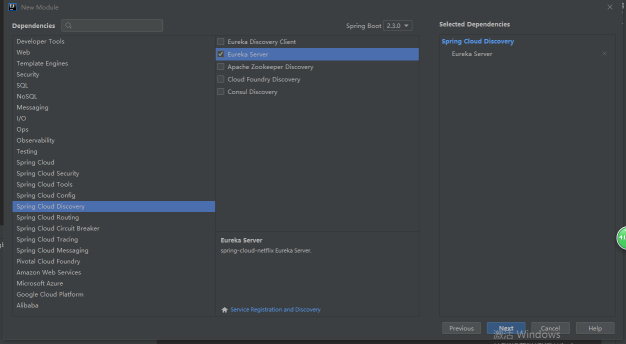 New Module
Dependencies
Spring Boot 2.3.0
Selected Dependencies
Developer Tools
Web
Template Engines
Security
SQL
NoSQL
Messaging
I/O
Ops
Observability
Testing
Spring Cloud
Spring Cloud Security
Spring Cloud Tools
Spring Cloud Config
Spring Cloud Discovery
Spring Cloud Routing
Spring Cloud Circuit Breaker
Spring Cloud Tracing
Spring Cloud Messaging
Pivotal Cloud Foundry
Amazon Web Services
Microsoft Azure
Google Cloud Platform
Alibaba
Eureka Discovery Client
Eureka Server
Apache Zookeeper Discovery
Cloud Foundry Discovery
Consul Discovery
Eureka Server
spring-cloud-netflix Eureka Server.
Service Registration and Discovery
Spring Cloud Discovery
Eureka Server
Previous
Next
Cancel
Help
激活 Windows